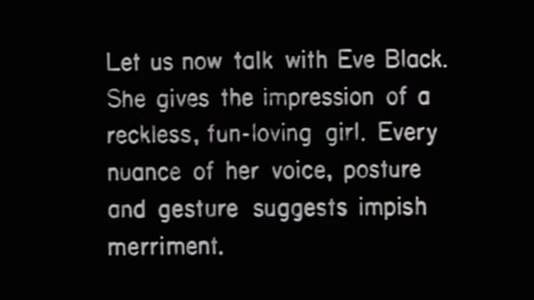 Let us now talk with Eve Black.
She gives the impression of a
reckless, fun-loving girl. Every
nuance of her voice, posture
and gesture suggests impish
merriment.